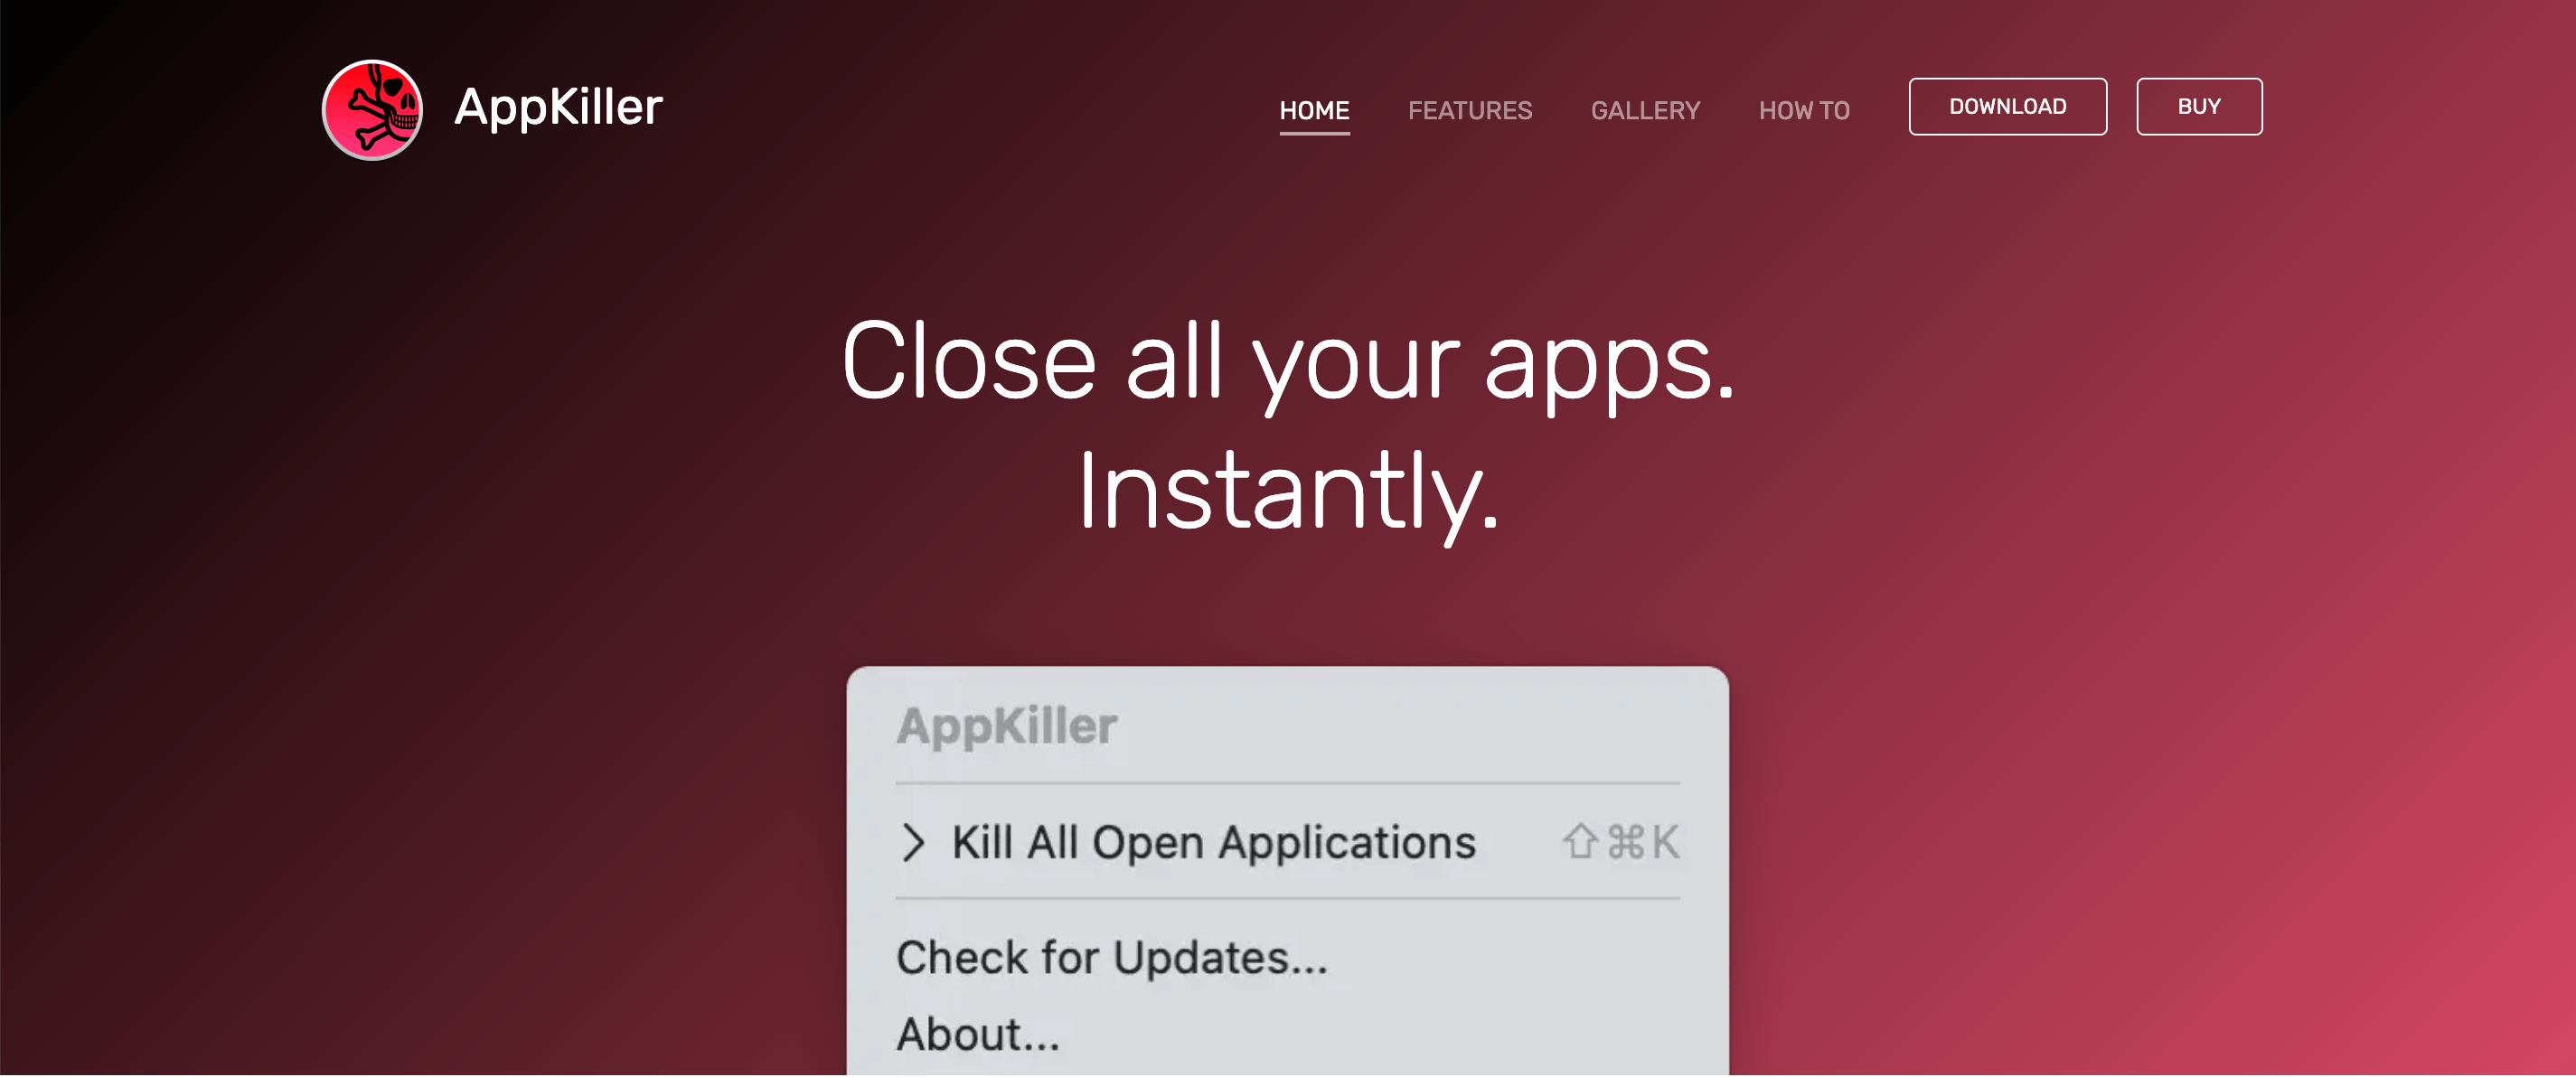 AppKiller
HOME FEATURES GALLERY HOW TO DOWNLOAD BUY
Close all your apps.
Instantly.
AppKiller
Kill All Open Applications ⇧⌘K
Check for Updates...
About...